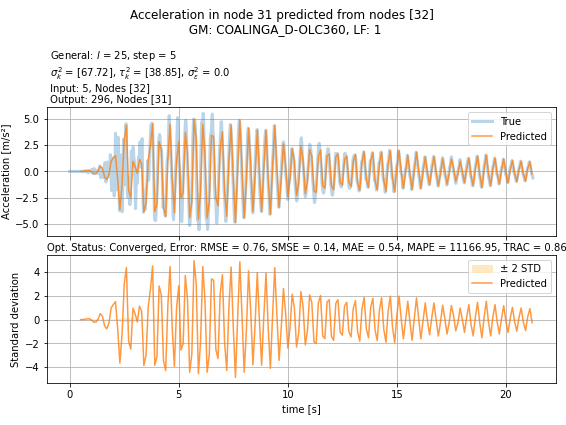 Acceleration in node 31 predicted from nodes [32]
GM: COALINGA_D-OLC360, LF: 1
General: l = 25, step = 5
σ²ₖ = [67.72], τ²ₖ = [38.85], σ²ₑ = 0.0
Input: 5, Nodes [32]
Output: 296, Nodes [31]
Acceleration [m/s²]
5.0
2.5
0.0
−2.5
−5.0
True
Predicted
Opt. Status: Converged, Error: RMSE = 0.76, SMSE = 0.14, MAE = 0.54, MAPE = 11166.95, TRAC = 0.86
Standard deviation
4
2
0
−2
−4
± 2 STD
Predicted
0
5
10
15
20
time [s]